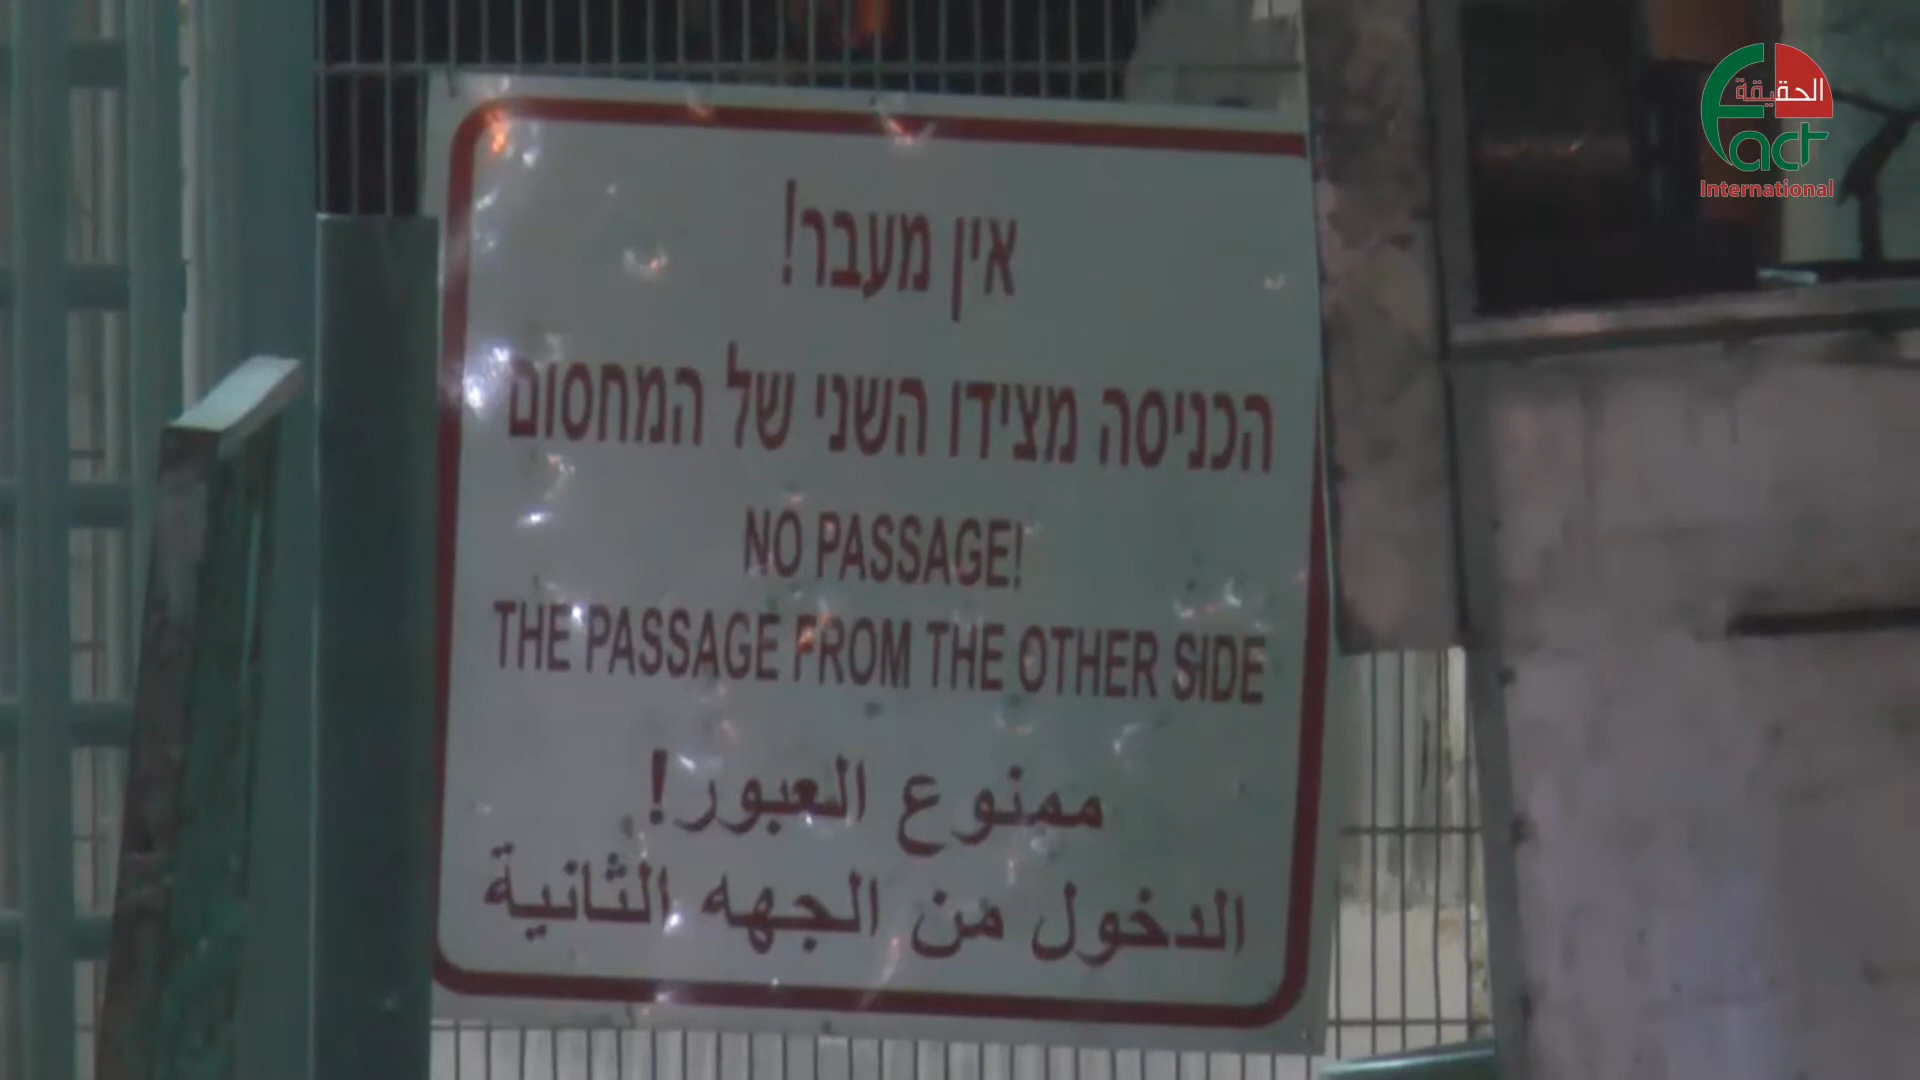 אין מעבר!
הכניסה מצידו השני של המחסום
NO PASSAGE!
THE PASSAGE FROM THE OTHER SIDE
ممنوع العبور!
الدخول من الجهه الثانية
الحقيقة
Fact
International